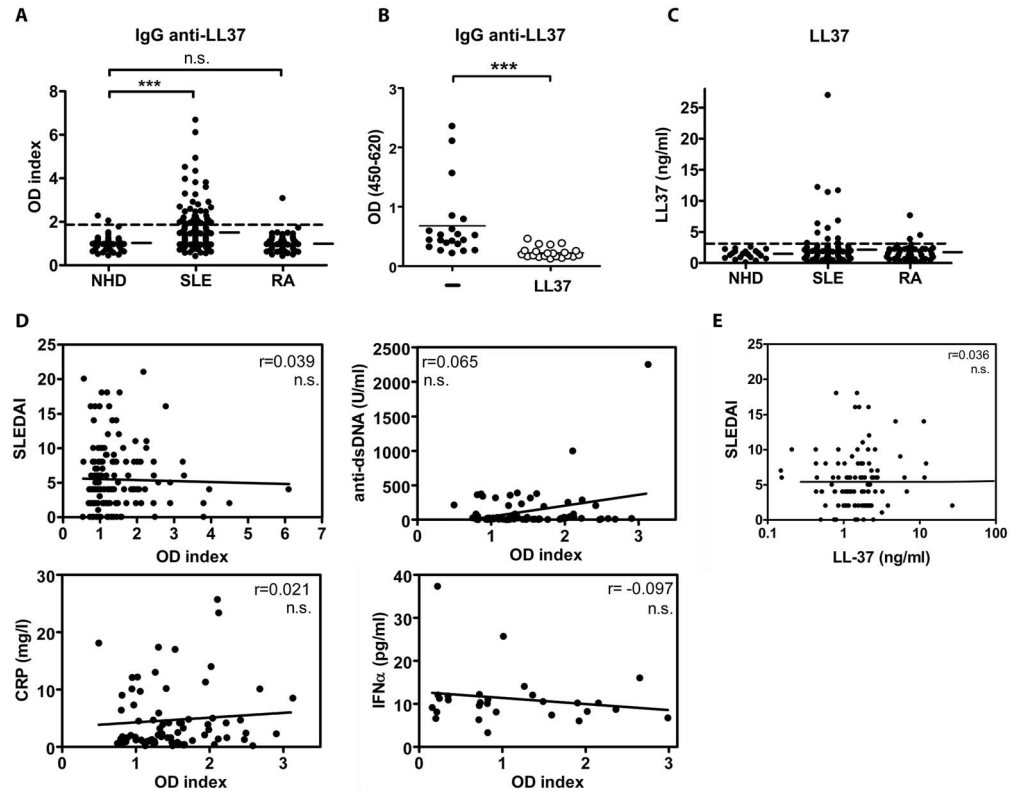 A
IgG anti-LL37
n.s.
***
OD index
8
6
4
2
0
NHD SLE RA
B
IgG anti-LL37
***
OD (450-620)
3
2
1
0
– LL37
C
LL37
LL37 (ng/ml)
25
20
15
10
5
0
NHD SLE RA
D
r=0.039
n.s.
SLEDAI
25
20
15
10
5
0
0 1 2 3 4 5 6 7
OD index
r=0.065
n.s.
anti-dsDNA (U/ml)
2500
2000
1500
1000
500
0
0 1 2 3
OD index
E
r=0.036
n.s.
SLEDAI
25
20
15
10
5
0
0.1 1 10 100
LL-37 (ng/ml)
r=0.021
n.s.
CRP (mg/l)
30
20
10
0
0 1 2 3
OD index
r= -0.097
n.s.
IFNα (pg/ml)
40
30
20
10
0
0 1 2 3
OD index